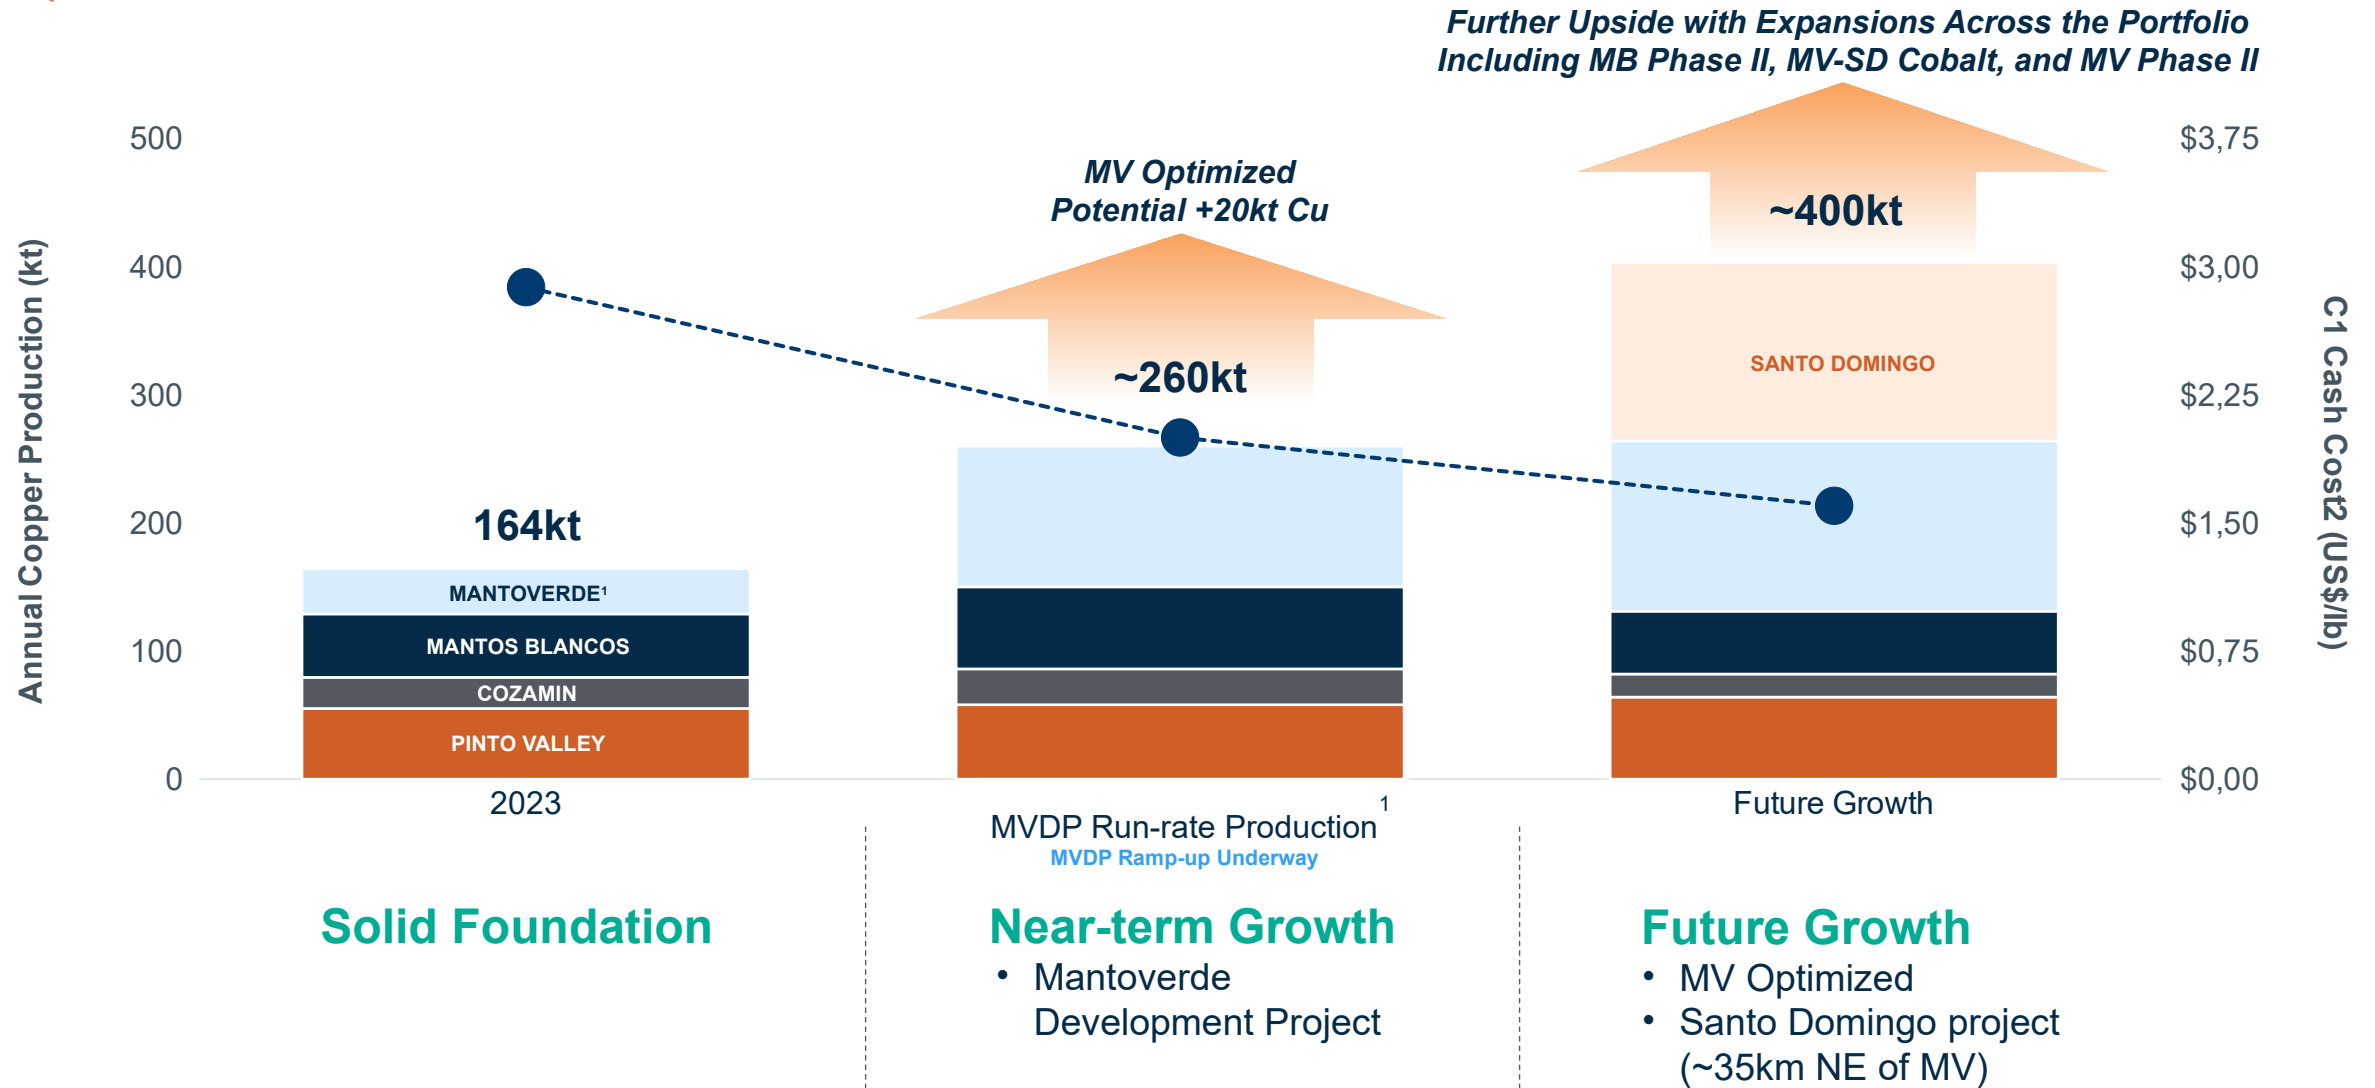 Further Upside with Expansions Across the Portfolio
Including MB Phase II, MV-SD Cobalt, and MV Phase II
MV Optimized
Potential +20kt Cu
Annual Copper Production (kt)
500
400
300
200
100
0
164kt
~260kt
~400kt
MANTOVERDE¹
MANTOS BLANCOS
COZAMIN
PINTO VALLEY
SANTO DOMINGO
$3,75
$3,00
$2,25
$1,50
$0,75
$0,00
C1 Cash Cost2 (US$/lb)
2023
MVDP Run-rate Production¹
MVDP Ramp-up Underway
Future Growth
Solid Foundation
Near-term Growth
• Mantoverde
Development Project
Future Growth
• MV Optimized
• Santo Domingo project
(~35km NE of MV)